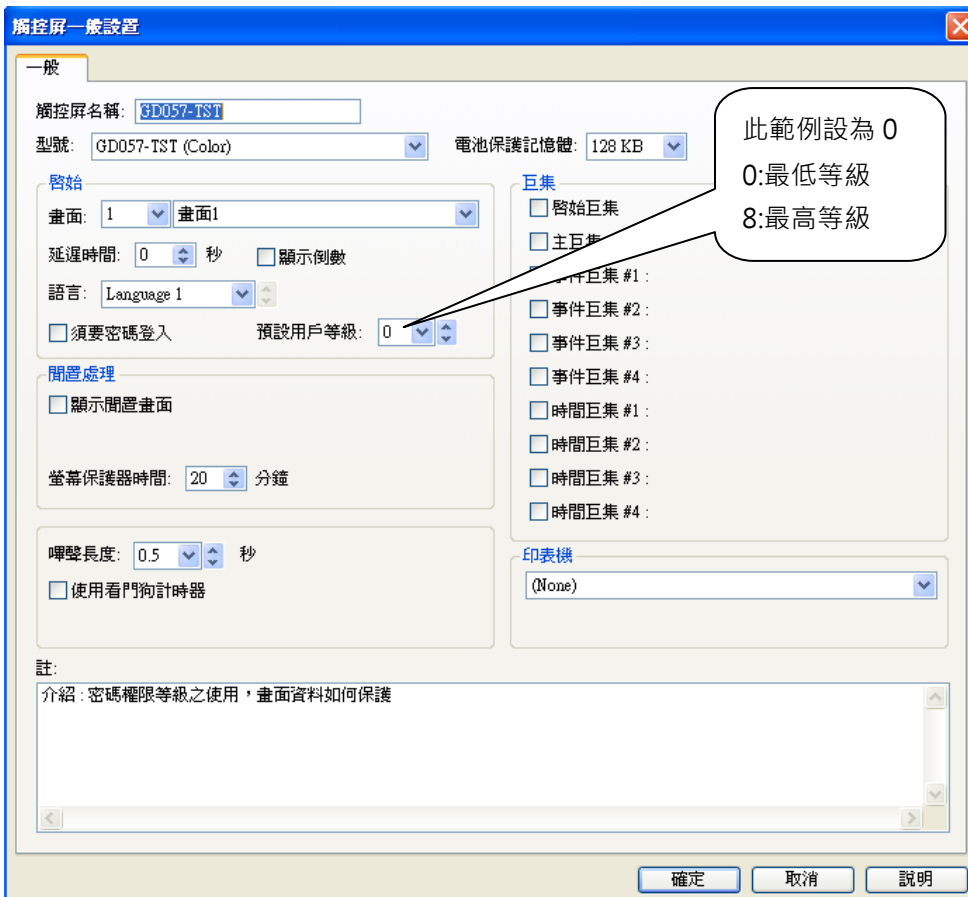 觸控屏一般設置
一般
觸控屏名稱: GD057-TST
型號: GD057-TST (Color)
電池保護記憶體: 128 KB
此範例設為 0
0:最低等級
8:最高等級
啓始
畫面: 1 畫面1
延遲時間: 0 秒 顯示倒數
語言: Language 1
須要密碼登入 預設用戶等級: 0
閒置處理
顯示閒置畫面
螢幕保護器時間: 20 分鐘
嗶聲長度: 0.5 秒
使用看門狗計時器
巨集
啓始巨集
主巨集
事件巨集 #1 :
事件巨集 #2 :
事件巨集 #3 :
事件巨集 #4 :
時間巨集 #1 :
時間巨集 #2 :
時間巨集 #3 :
時間巨集 #4 :
印表機
(None)
註:
介紹 : 密碼權限等級之使用，畫面資料如何保護
確定 取消 說明